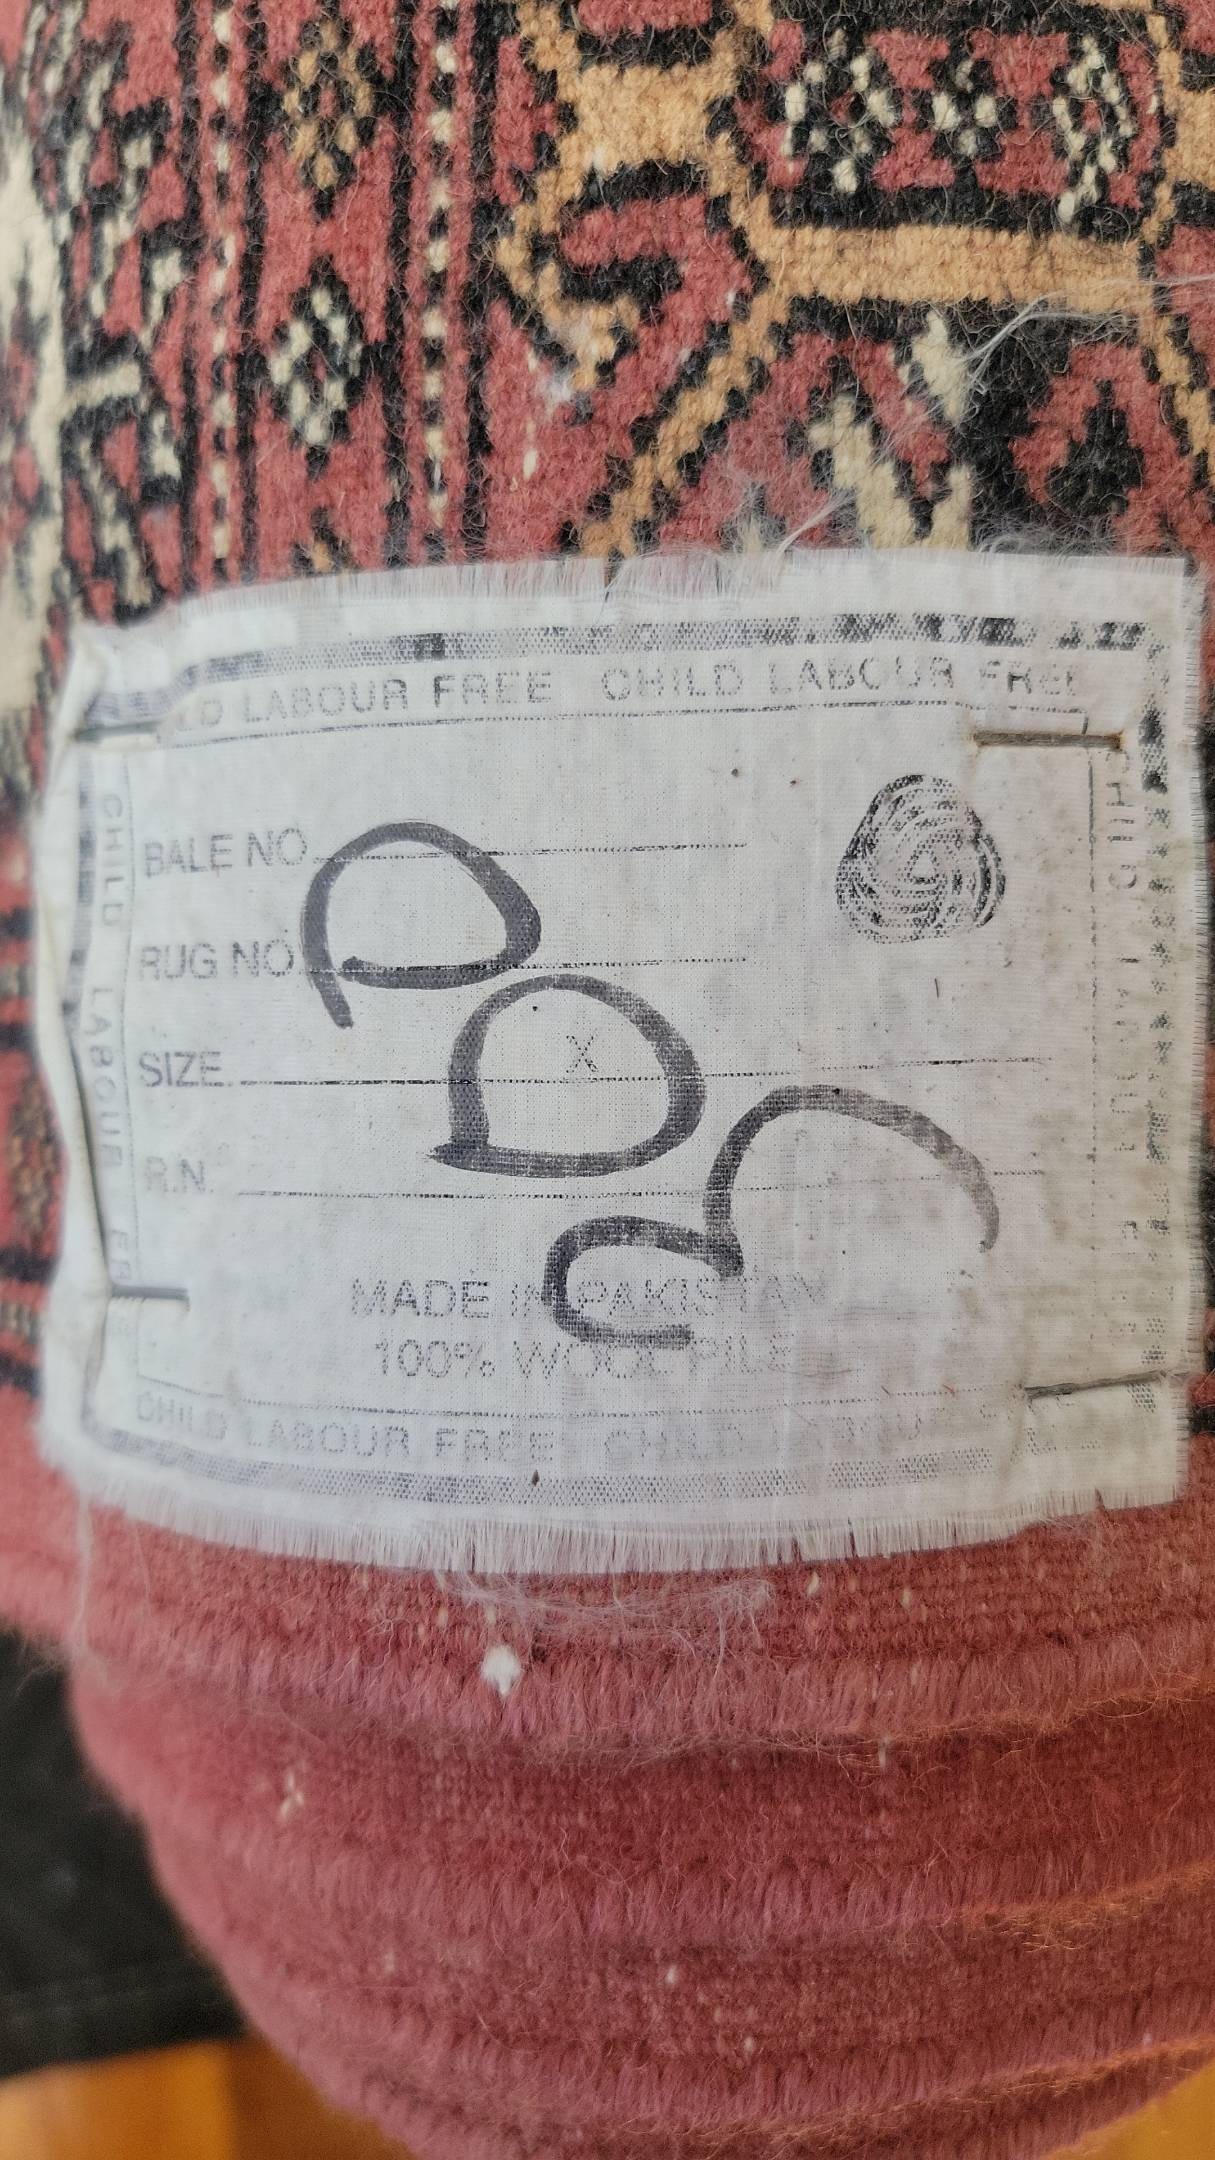 LABOUR FREE CHILD LABOUR FREE
BALE NO
RUG NO
SIZE X
R.N.
MADE IN PAKISTAN
100% WOOL PILE
CHILD LABOUR FREE
CHILD LABOUR
CHILD LABOUR